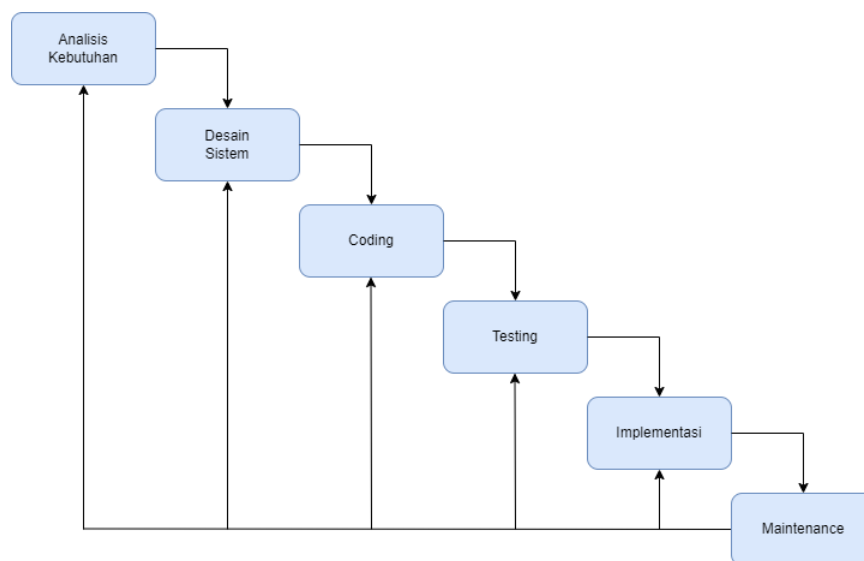 Analisis
Kebutuhan
Desain
Sistem
Coding
Testing
Implementasi
Maintenance